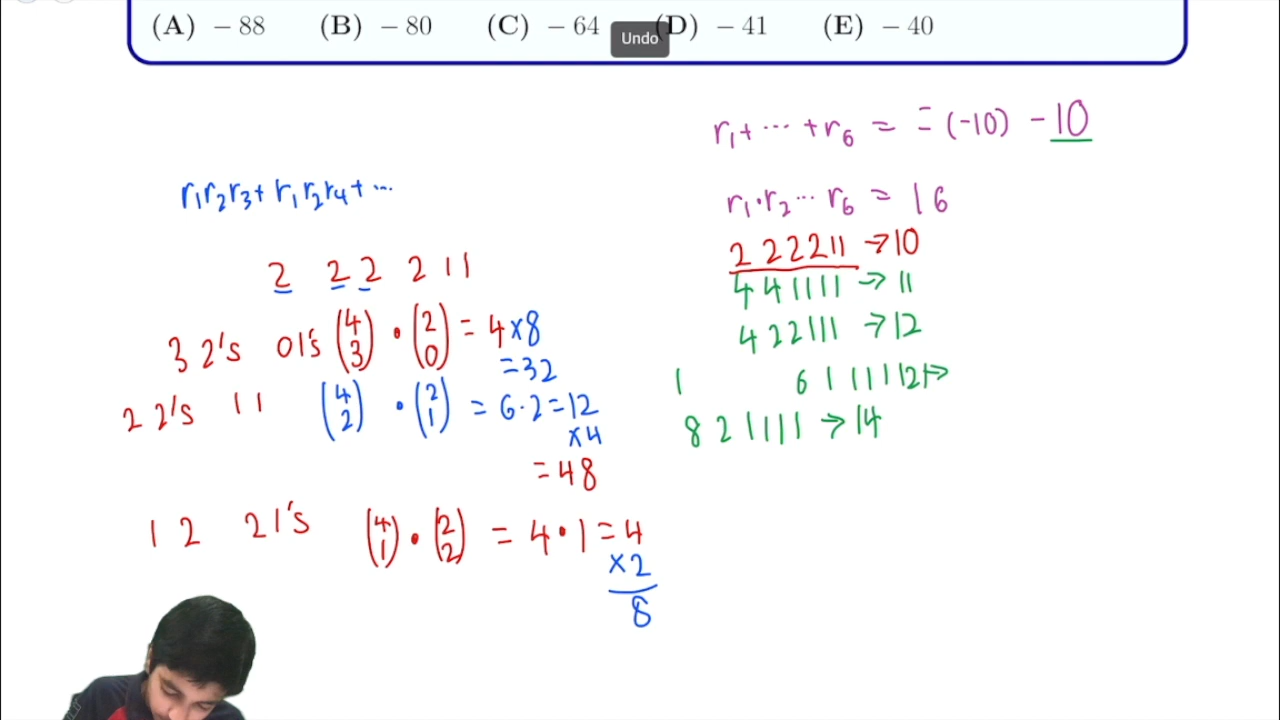 (A) – 88 (B) – 80 (C) – 64 (D) – 41 (E) – 40
Undo
r₁+ ··· +r₆ = = (-10) - 10
r₁r₂r₃+ r₁r₂r₄+ ···
r₁·r₂··· r₆ = 16
2 2 2 2 1 1 → 10
4 4 1 1 1 1 → 11
4 2 2 1 1 1 → 12
1 6 1 1 1 1 1 2 1 →
8 2 1 1 1 1 → 14
2 2 2 2 1 1
3 2's 0 1's (4 3) · (2 0) = 4 ×8
= 32
2 2's 1 1 (4 2) · (2 1) = 6·2 = 12
×4
= 48
1 2 2 1's (4 1) · (2 2) = 4·1 = 4
×2
8